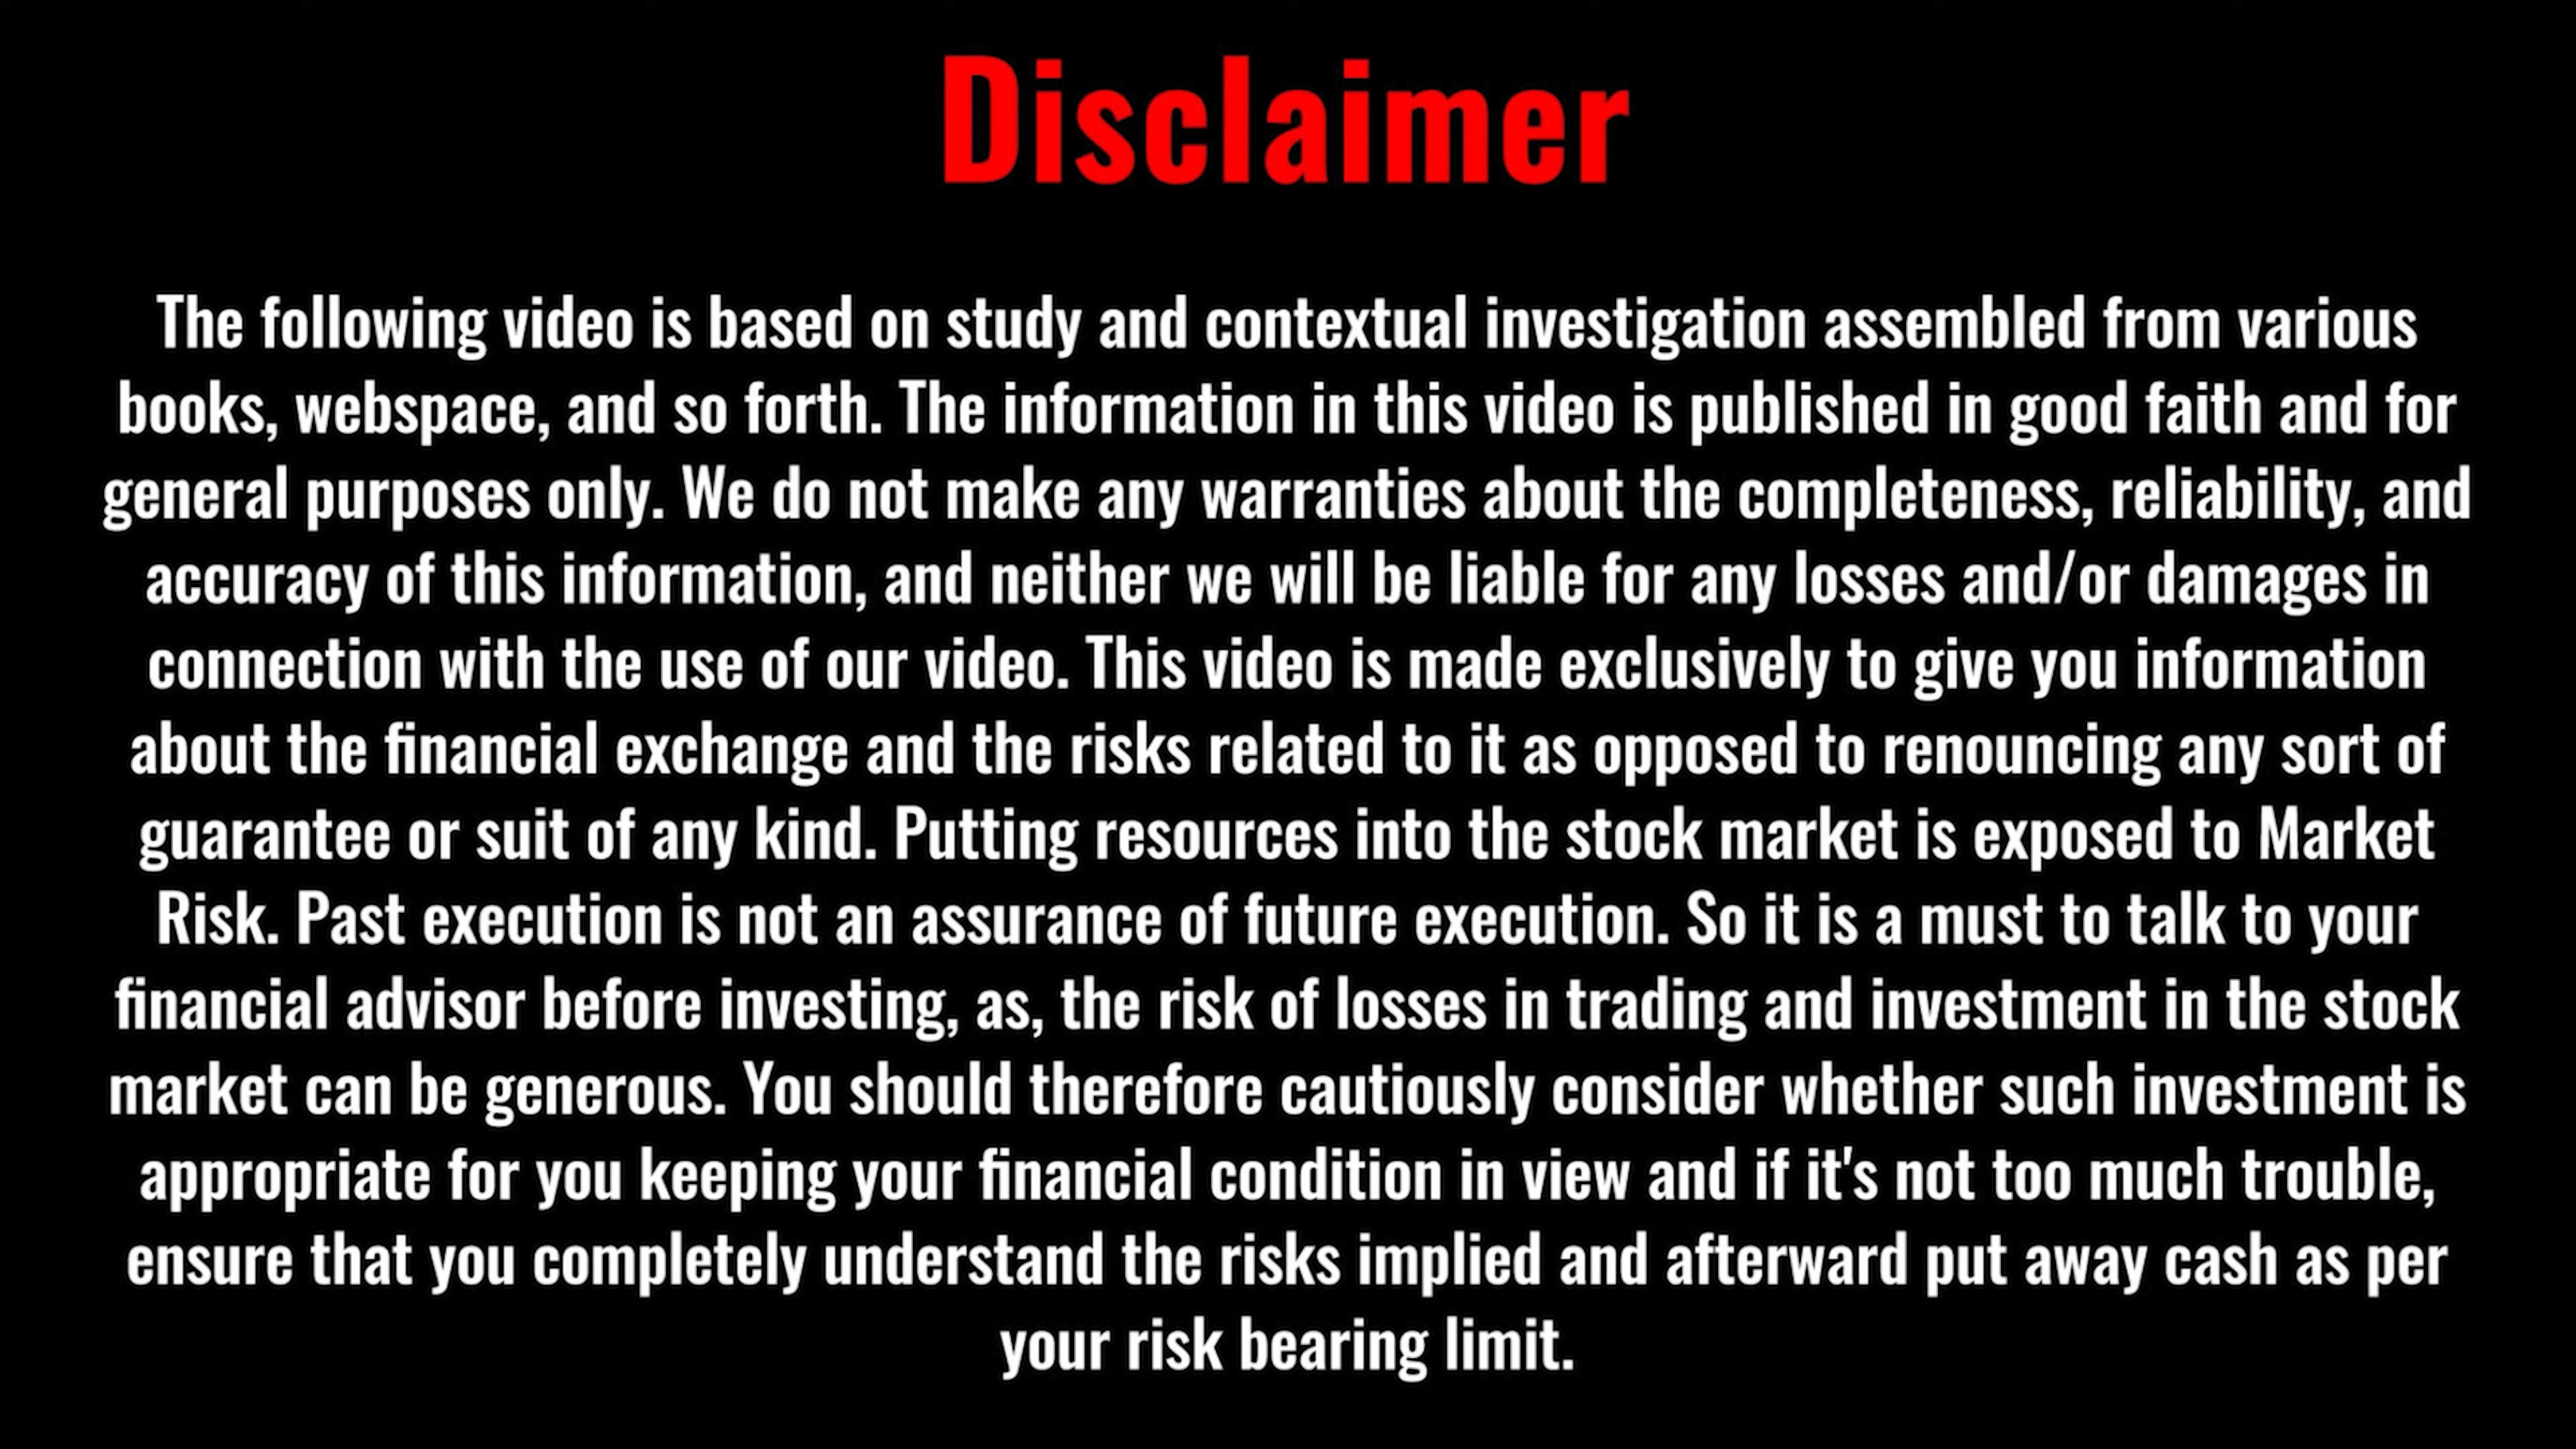 Disclaimer
The following video is based on study and contextual investigation assembled from various
books, webspace, and so forth. The information in this video is published in good faith and for
general purposes only. We do not make any warranties about the completeness, reliability, and
accuracy of this information, and neither we will be liable for any losses and/or damages in
connection with the use of our video. This video is made exclusively to give you information
about the financial exchange and the risks related to it as opposed to renouncing any sort of
guarantee or suit of any kind. Putting resources into the stock market is exposed to Market
Risk. Past execution is not an assurance of future execution. So it is a must to talk to your
financial advisor before investing, as, the risk of losses in trading and investment in the stock
market can be generous. You should therefore cautiously consider whether such investment is
appropriate for you keeping your financial condition in view and if it's not too much trouble,
ensure that you completely understand the risks implied and afterward put away cash as per
your risk bearing limit.